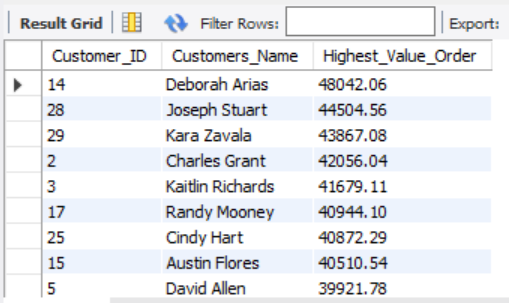 Result Grid Filter Rows: Export:
Customer_ID Customers_Name Highest_Value_Order
14 Deborah Arias 48042.06
28 Joseph Stuart 44504.56
29 Kara Zavala 43867.08
2 Charles Grant 42056.04
3 Kaitlin Richards 41679.11
17 Randy Mooney 40944.10
25 Cindy Hart 40872.29
15 Austin Flores 40510.54
5 David Allen 39921.78